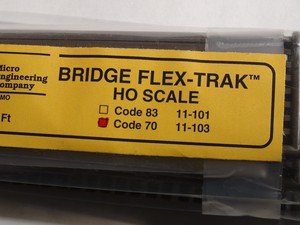 Micro
Engineering
Company
MO
Ft
BRIDGE FLEX-TRAK™
HO SCALE
Code 83 11-101
Code 70 11-103